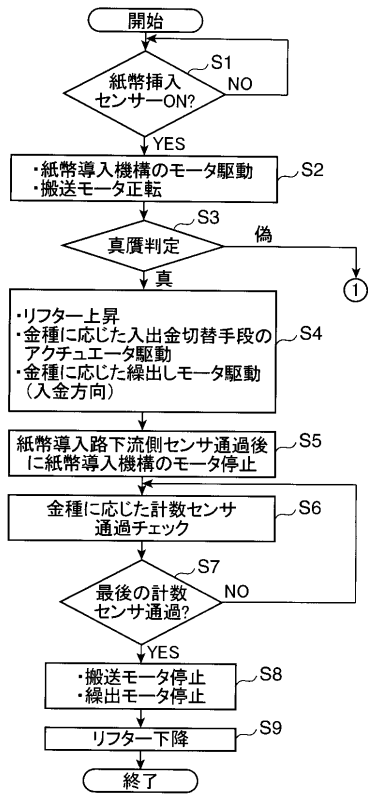 開始
S1
紙幣挿入
センサーON?
NO
YES
・紙幣導入機構のモータ駆動
・搬送モータ正転
S2
S3
真贋判定
偽
真
1
・リフター上昇
・金種に応じた入出金切替手段の
アクチュエータ駆動
・金種に応じた繰出しモータ駆動
(入金方向)
S4
紙幣導入路下流側センサ通過後
に紙幣導入機構のモータ停止
S5
金種に応じた計数センサ
通過チェック
S6
S7
最後の計数
センサ通過?
NO
YES
・搬送モータ停止
・繰出モータ停止
S8
リフター下降
S9
終了